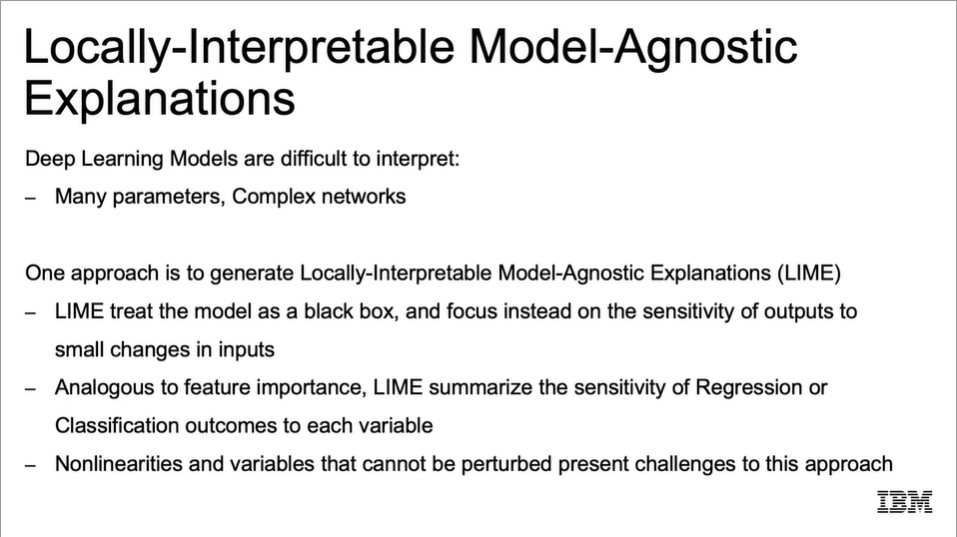 Locally-Interpretable Model-Agnostic
Explanations
Deep Learning Models are difficult to interpret:
– Many parameters, Complex networks
One approach is to generate Locally-Interpretable Model-Agnostic Explanations (LIME)
– LIME treat the model as a black box, and focus instead on the sensitivity of outputs to
small changes in inputs
– Analogous to feature importance, LIME summarize the sensitivity of Regression or
Classification outcomes to each variable
– Nonlinearities and variables that cannot be perturbed present challenges to this approach
IBM